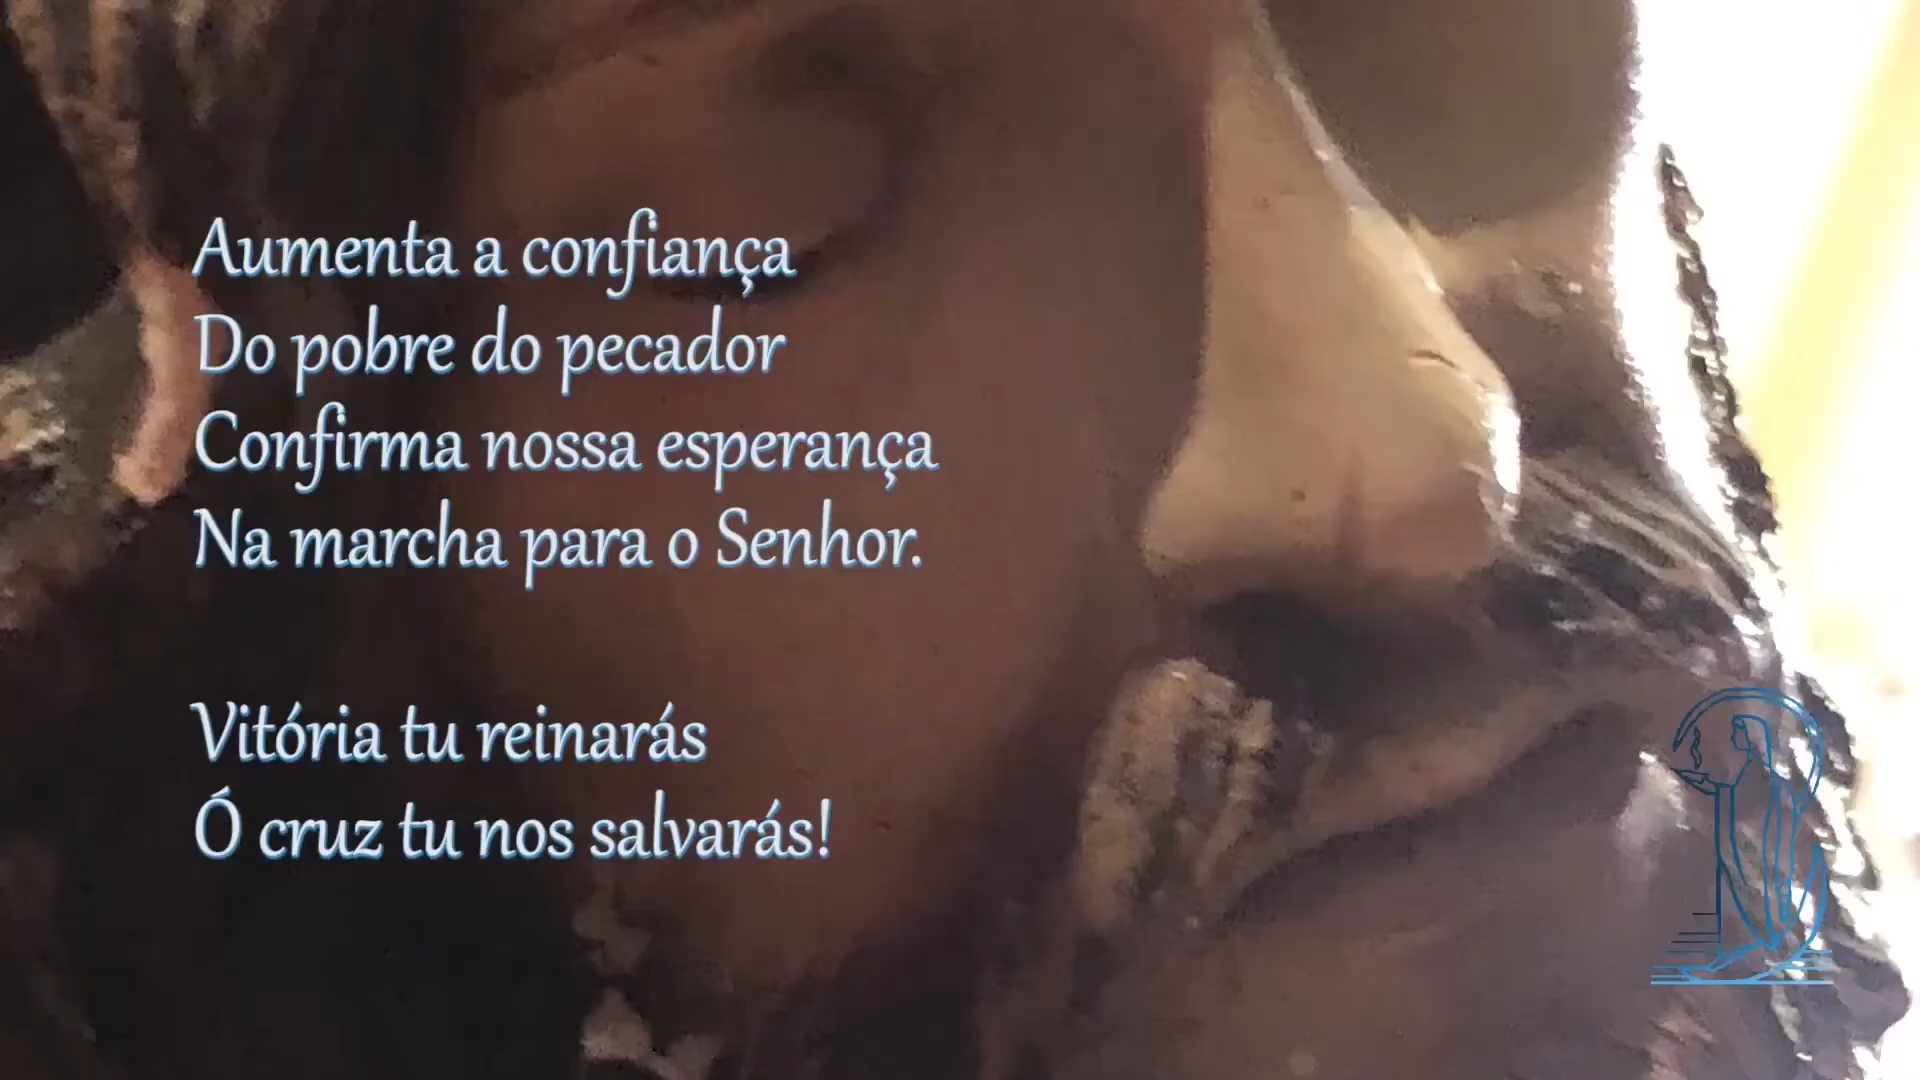 Aumenta a confiança
Do pobre do pecador
Confirma nossa esperança
Na marcha para o Senhor.
Vitória tu reinarás
Ó cruz tu nos salvarás!